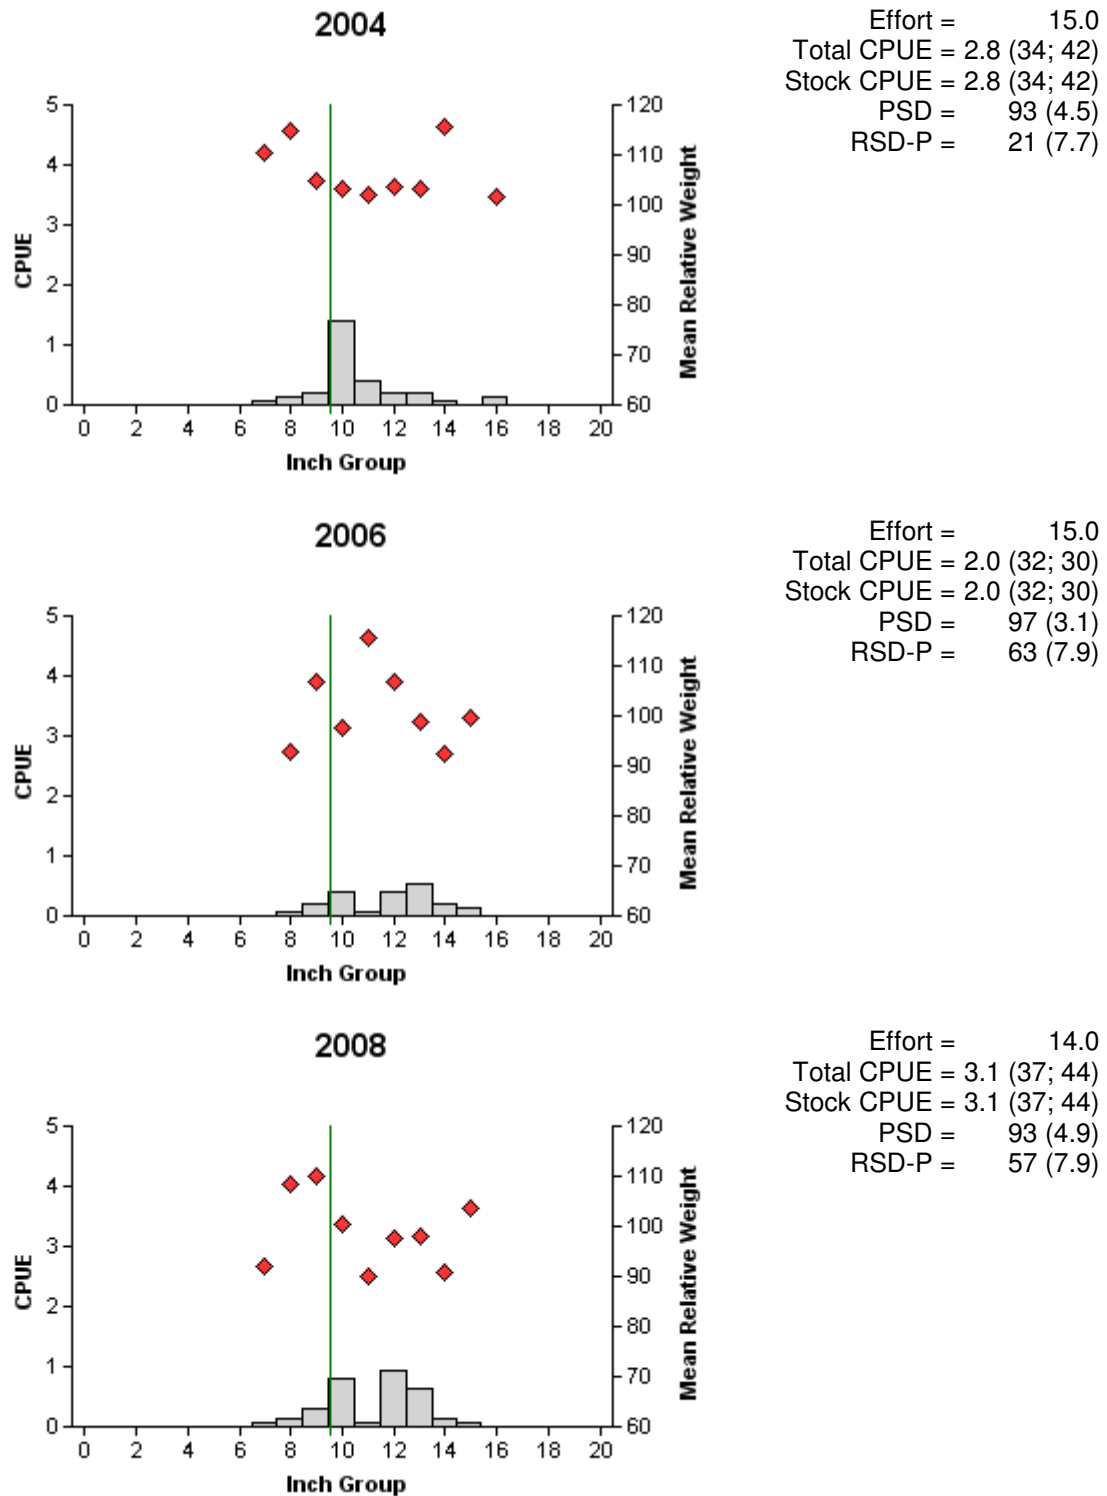 2004
Effort = 15.0
Total CPUE = 2.8 (34; 42)
Stock CPUE = 2.8 (34; 42)
PSD = 93 (4.5)
RSD-P = 21 (7.7)
5
4
3
2
1
0
CPUE
120
110
100
90
80
70
60
Mean Relative Weight
0 2 4 6 8 10 12 14 16 18 20
Inch Group
2006
Effort = 15.0
Total CPUE = 2.0 (32; 30)
Stock CPUE = 2.0 (32; 30)
PSD = 97 (3.1)
RSD-P = 63 (7.9)
5
4
3
2
1
0
CPUE
120
110
100
90
80
70
60
Mean Relative Weight
0 2 4 6 8 10 12 14 16 18 20
Inch Group
2008
Effort = 14.0
Total CPUE = 3.1 (37; 44)
Stock CPUE = 3.1 (37; 44)
PSD = 93 (4.9)
RSD-P = 57 (7.9)
5
4
3
2
1
0
CPUE
120
110
100
90
80
70
60
Mean Relative Weight
0 2 4 6 8 10 12 14 16 18 20
Inch Group